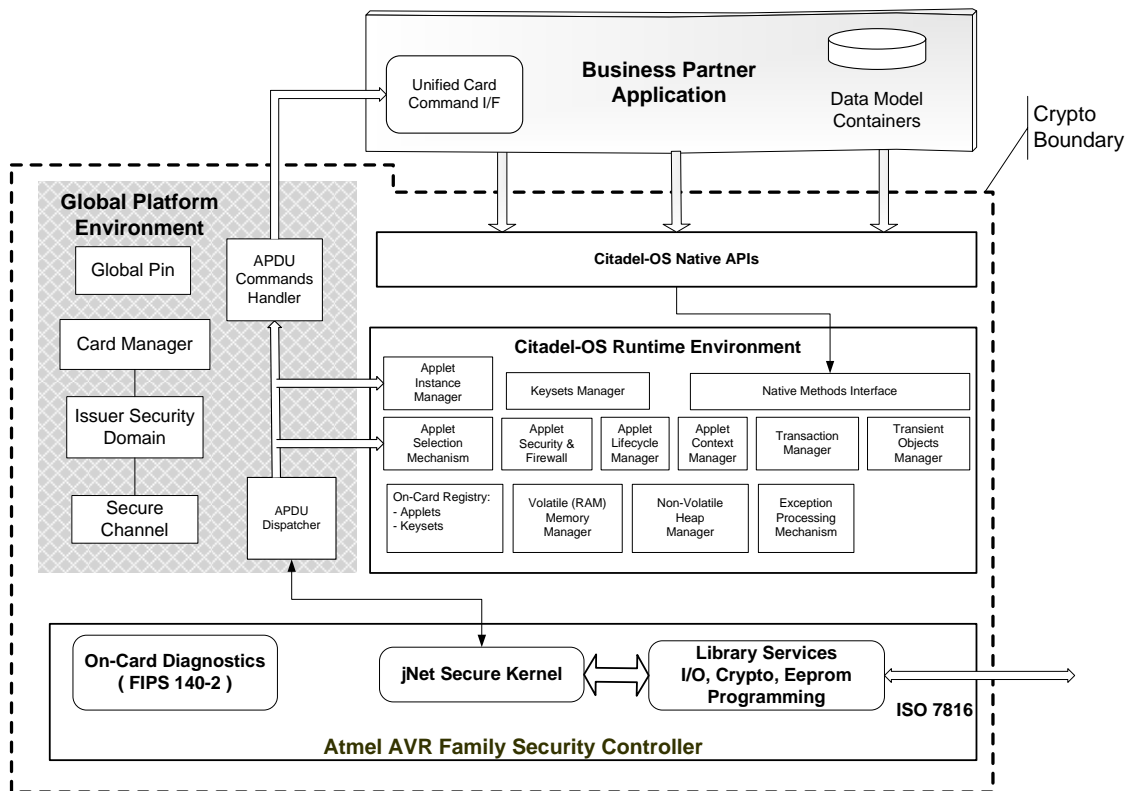 Business Partner
Application
Unified Card
Command I/F
Data Model
Containers
Crypto
Boundary
Global Platform
Environment
Global Pin
APDU
Commands
Handler
Card Manager
Issuer Security
Domain
Secure
Channel
APDU
Dispatcher
Citadel-OS Native APIs
Citadel-OS Runtime Environment
Applet
Instance
Manager
Keysets Manager
Native Methods Interface
Applet
Selection
Mechanism
Applet
Security &
Firewall
Applet
Lifecycle
Manager
Applet
Context
Manager
Transaction
Manager
Transient
Objects
Manager
On-Card Registry:
- Applets
- Keysets
Volatile (RAM)
Memory
Manager
Non-Volatile
Heap
Manager
Exception
Processing
Mechanism
On-Card Diagnostics
( FIPS 140-2 )
jNet Secure Kernel
Library Services
I/O, Crypto, Eeprom
Programming
ISO 7816
Atmel AVR Family Security Controller